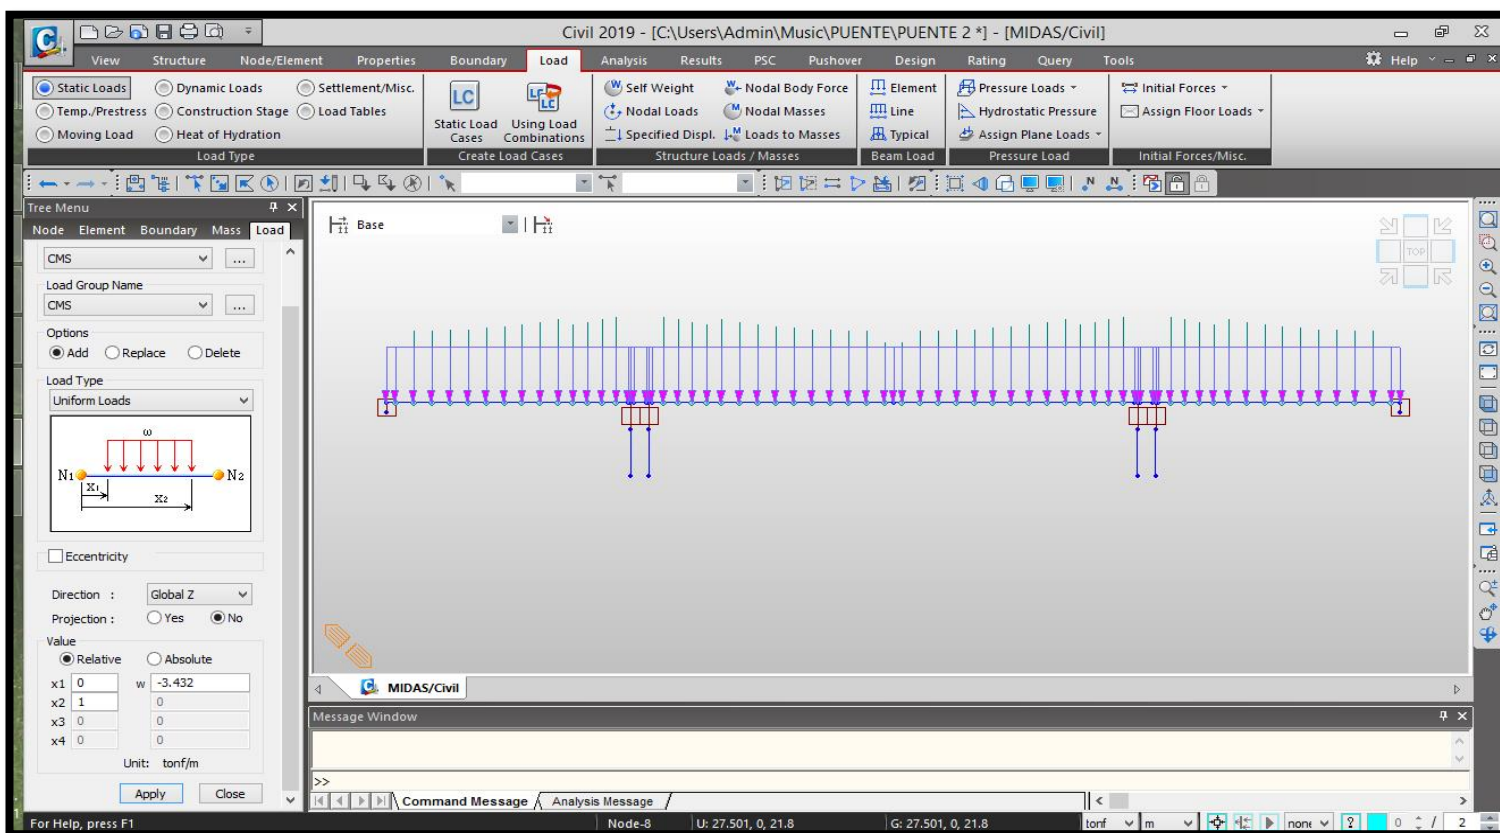 Civil 2019 - [C:\Users\Admin\Music\PUENTE\PUENTE 2 *] - [MIDAS/Civil]
View Structure Node/Element Properties Boundary Load Analysis Results PSC Pushover Design Rating Query Tools Help
Static Loads Dynamic Loads Settlement/Misc.
Temp./Prestress Construction Stage Load Tables
Moving Load Heat of Hydration
Load Type
LC
Static Load Cases
LC
LC
Using Load Combinations
Create Load Cases
Self Weight Nodal Body Force
Nodal Loads Nodal Masses
Specified Displ. Loads to Masses
Structure Loads / Masses
Element
Line
Typical
Beam Load
Pressure Loads
Hydrostatic Pressure
Assign Plane Loads
Pressure Load
Initial Forces
Assign Floor Loads
Initial Forces/Misc.
Tree Menu
Node Element Boundary Mass Load
CMS ...
Load Group Name
CMS ...
Options
Add Replace Delete
Load Type
Uniform Loads
ω
N1 N2
X1
X2
Eccentricity
Direction : Global Z
Projection : Yes No
Value
Relative Absolute
x1 0 w -3.432
x2 1 0
x3 0 0
x4 0 0
Unit: tonf/m
Apply Close
Base
TOP
MIDAS/Civil
Message Window
>>
Command Message Analysis Message
For Help, press F1 Node-8 U: 27.501, 0, 21.8 G: 27.501, 0, 21.8 tonf m none ? 0 / 2